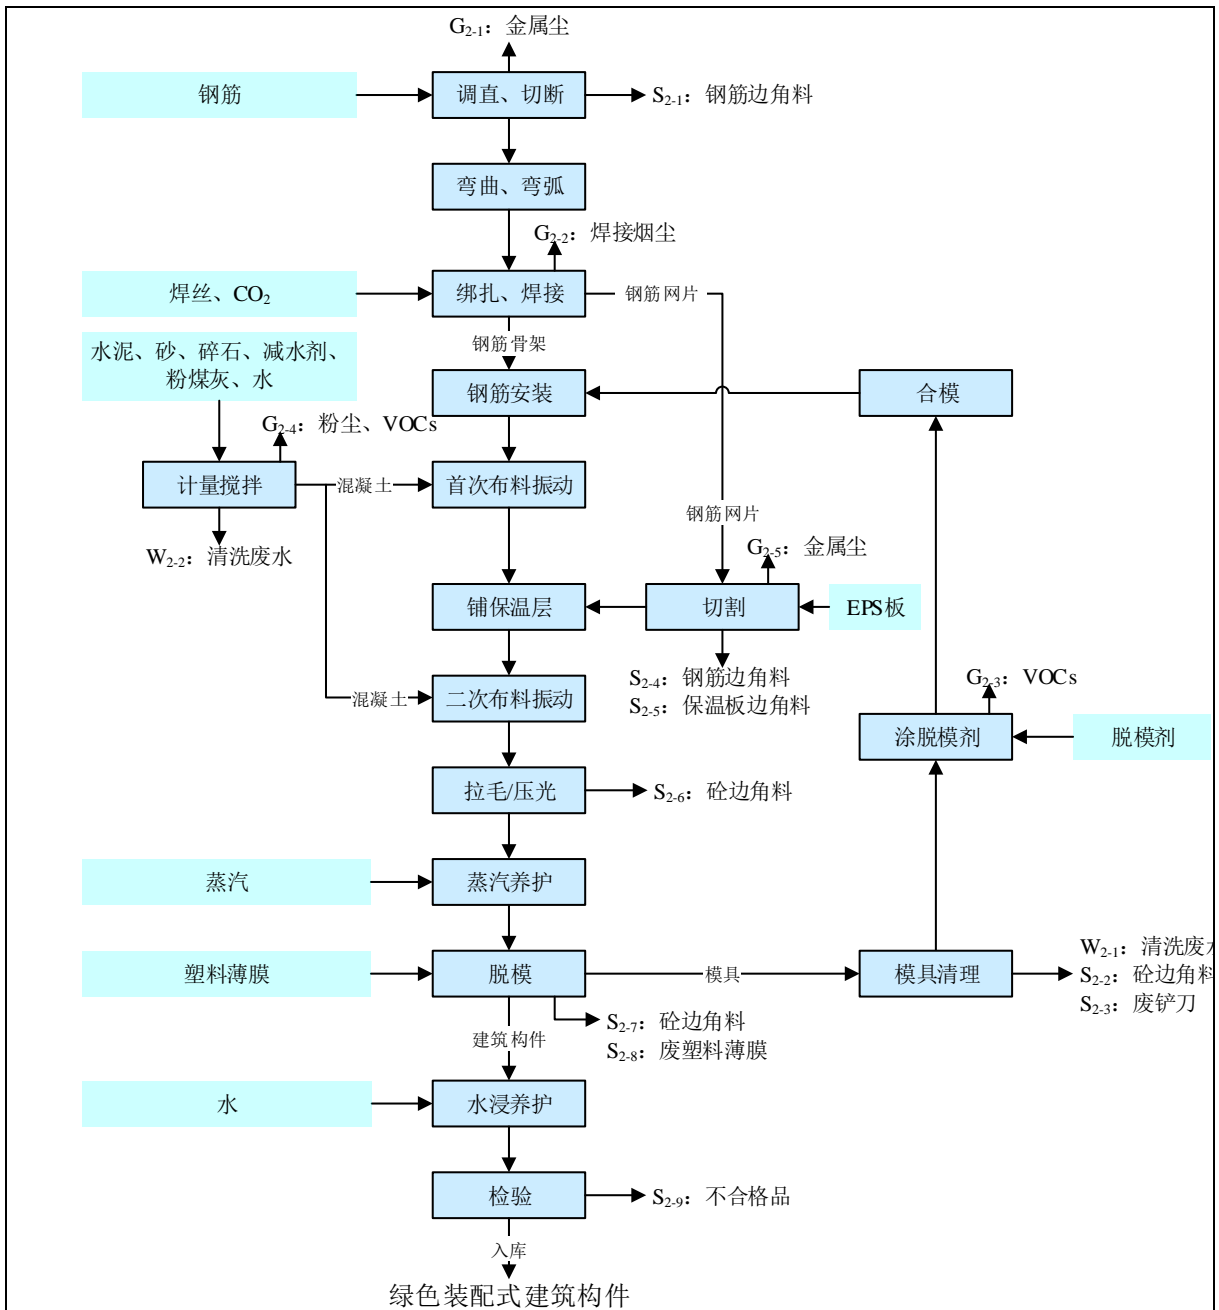 G2-1：金属尘
钢筋
调直、切断
S2-1：钢筋边角料
弯曲、弯弧
G2-2：焊接烟尘
焊丝、CO2
绑扎、焊接
钢筋网片
水泥、砂、碎石、减水剂、
粉煤灰、水
钢筋骨架
钢筋安装
合模
G2-4：粉尘、VOCs
计量搅拌
混凝土
首次布料振动
钢筋网片
W2-2：清洗废水
G2-5：金属尘
铺保温层
切割
EPS板
S2-4：钢筋边角料
S2-5：保温板边角料
G2-3：VOCs
混凝土
二次布料振动
涂脱模剂
脱模剂
拉毛/压光
S2-6：砼边角料
蒸汽
蒸汽养护
塑料薄膜
脱模
模具
模具清理
W2-1：清洗废水
S2-2：砼边角料
S2-3：废铲刀
S2-7：砼边角料
S2-8：废塑料薄膜
建筑构件
水
水浸养护
检验
S2-9：不合格品
入库
绿色装配式建筑构件